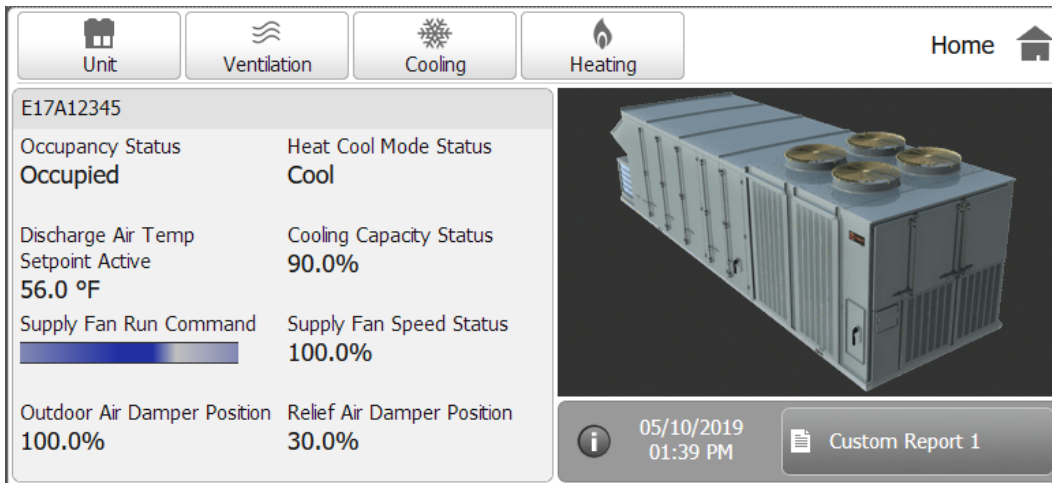 Unit
Ventilation
Cooling
Heating
Home
E17A12345
Occupancy Status
Occupied
Heat Cool Mode Status
Cool
Discharge Air Temp
Setpoint Active
56.0 °F
Cooling Capacity Status
90.0%
Supply Fan Run Command
Supply Fan Speed Status
100.0%
Outdoor Air Damper Position
100.0%
Relief Air Damper Position
30.0%
05/10/2019
01:39 PM
Custom Report 1